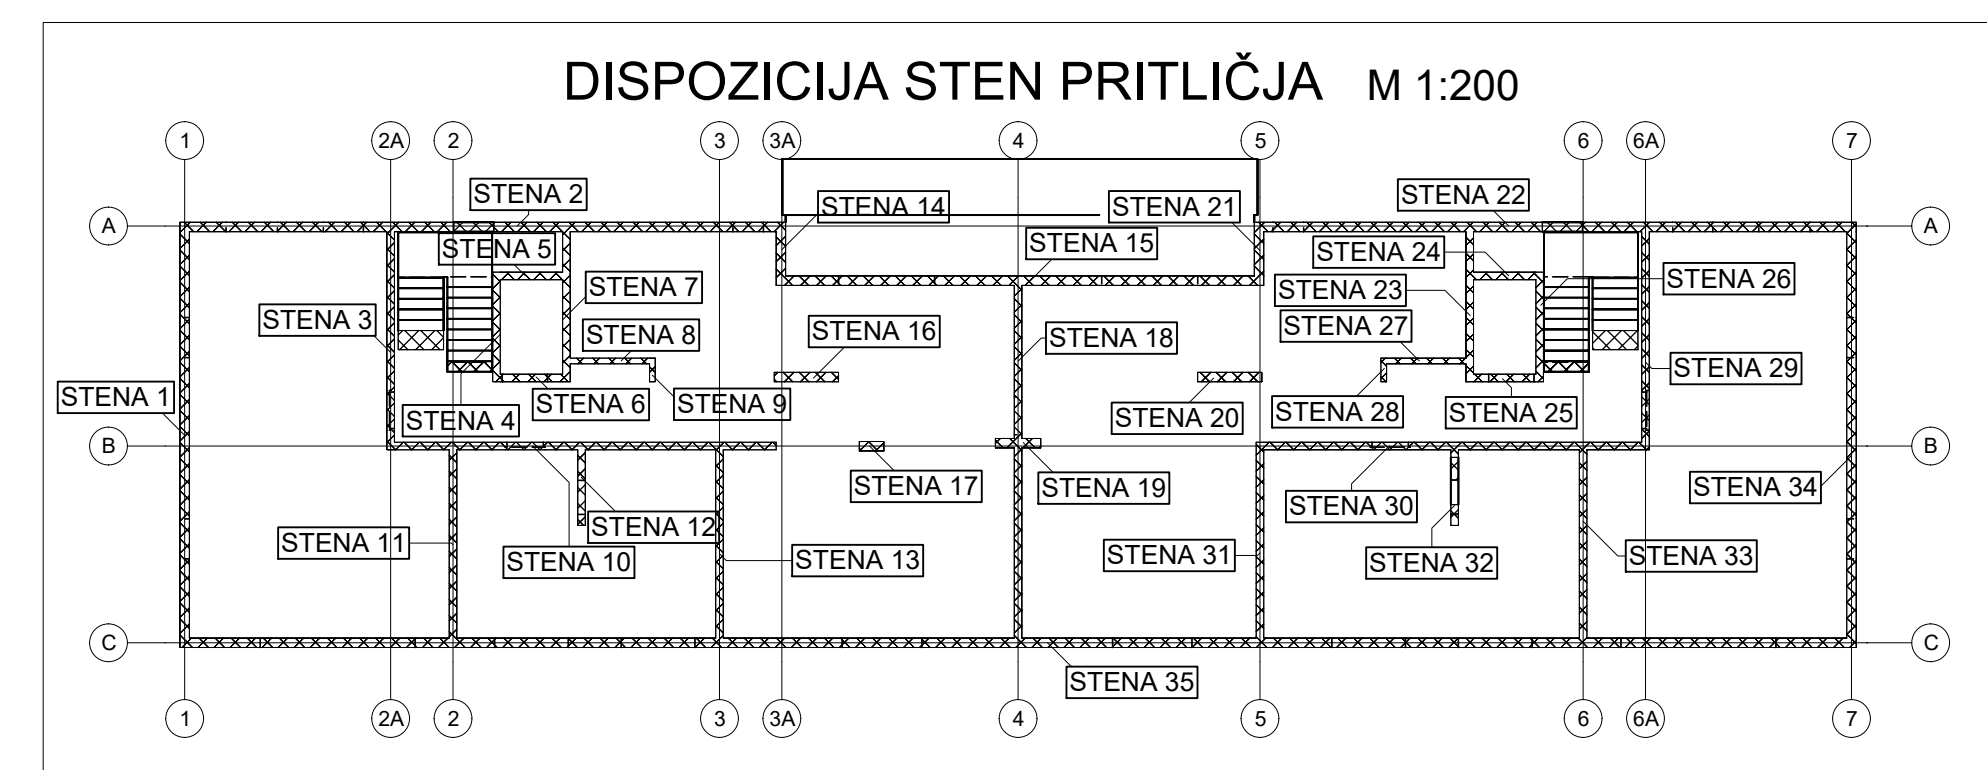 DISPOZICIJA STEN PRITLIČJA M 1:200
1 2A 2 3 3A 4 5 6 6A 7
STENA 2
STENA 14
STENA 21
STENA 22
A
A
STENA 5
STENA 15
STENA 24
STENA 26
STENA 7
STENA 23
STENA 3
STENA 8
STENA 16
STENA 18
STENA 27
STENA 29
STENA 1
STENA 4
STENA 6
STENA 9
STENA 20
STENA 28
STENA 25
B
B
STENA 17
STENA 19
STENA 34
STENA 30
STENA 12
STENA 11
STENA 10
STENA 13
STENA 31
STENA 32
STENA 33
C
C
STENA 35
1 2A 2 3 3A 4 5 6 6A 7